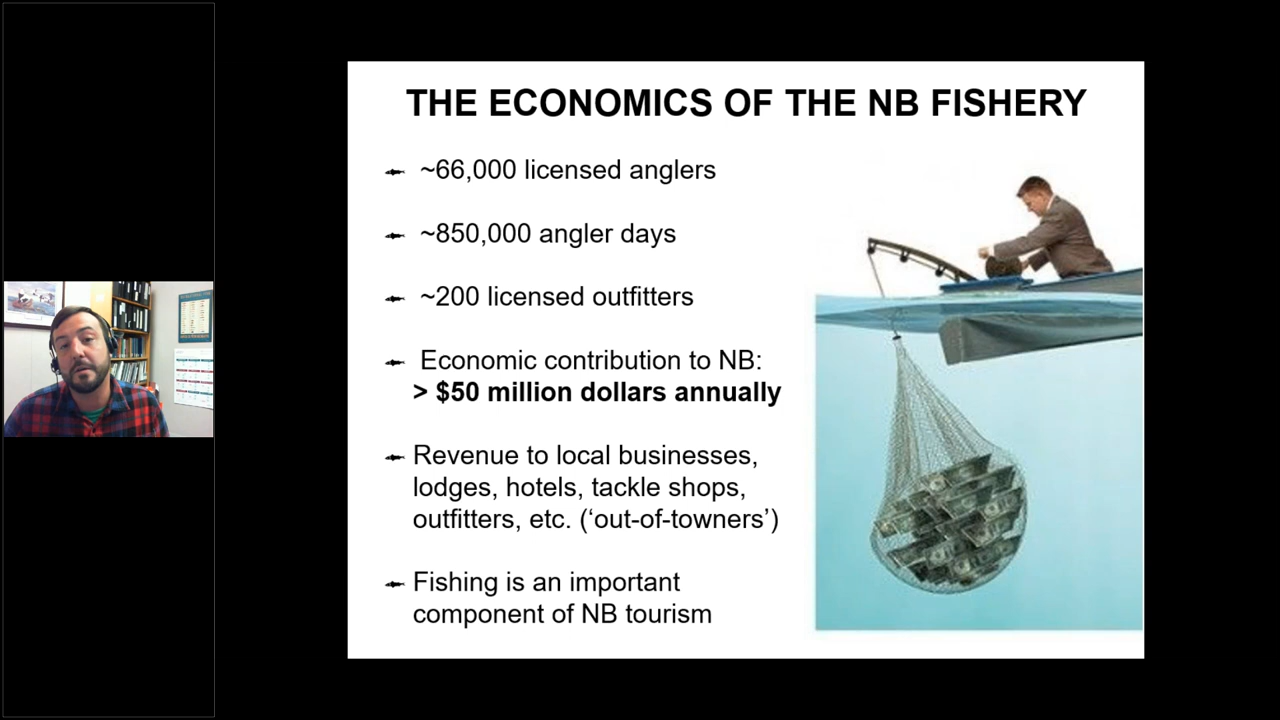 THE ECONOMICS OF THE NB FISHERY
~66,000 licensed anglers
~850,000 angler days
~200 licensed outfitters
Economic contribution to NB:
> $50 million dollars annually
Revenue to local businesses,
lodges, hotels, tackle shops,
outfitters, etc. (‘out-of-towners’)
Fishing is an important
component of NB tourism